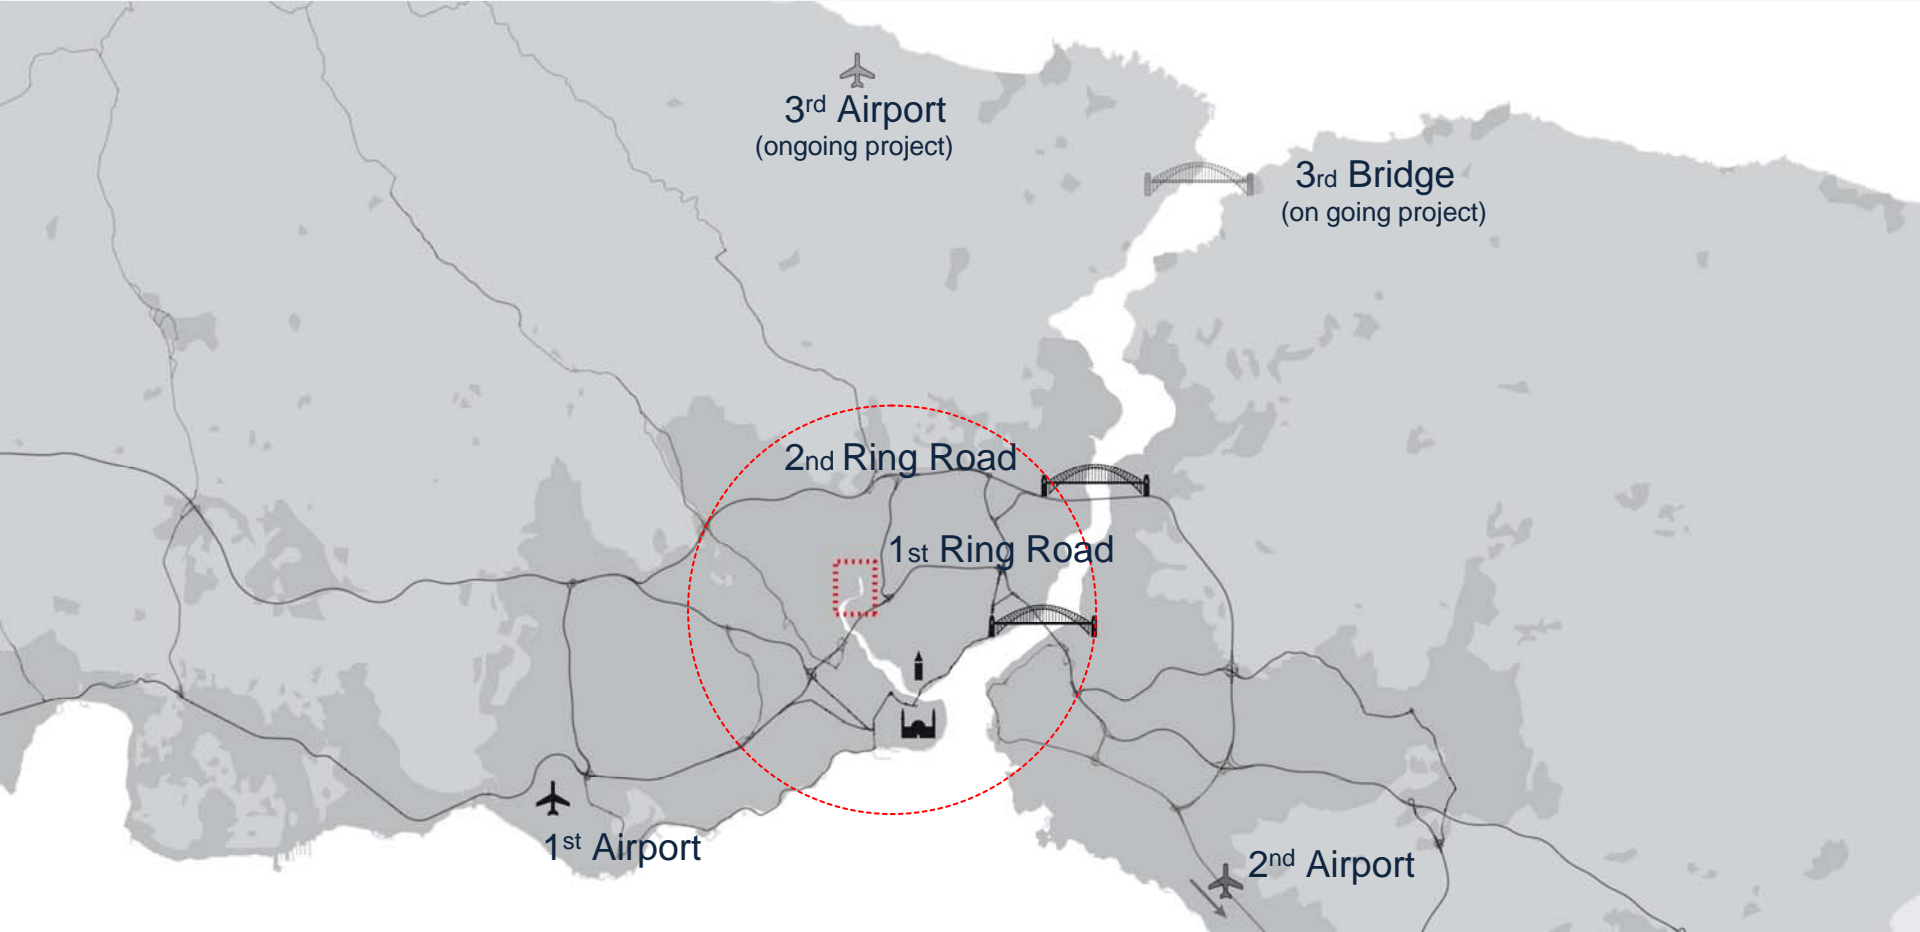 3rd Airport
(ongoing project)
3rd Bridge
(on going project)
2nd Ring Road
1st Ring Road
1st Airport
2nd Airport